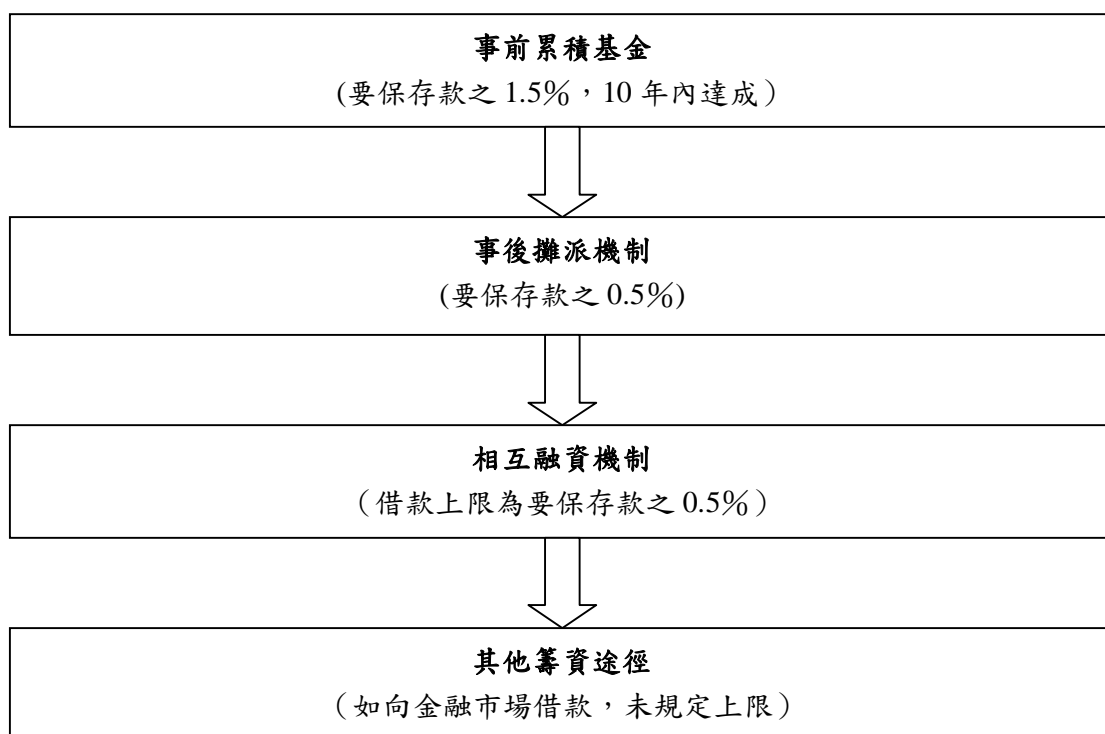 事前累積基金
(要保存款之 1.5％，10 年內達成）
事後攤派機制
(要保存款之 0.5％)
相互融資機制
（借款上限為要保存款之 0.5％）
其他籌資途徑
（如向金融市場借款，未規定上限）